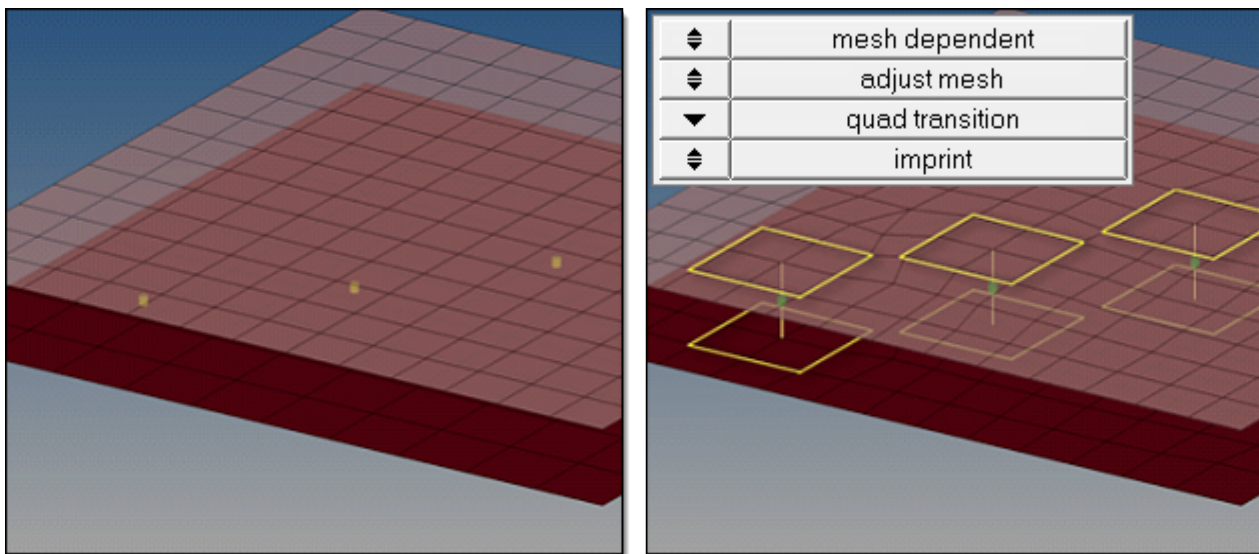 mesh dependent
adjust mesh
quad transition
imprint